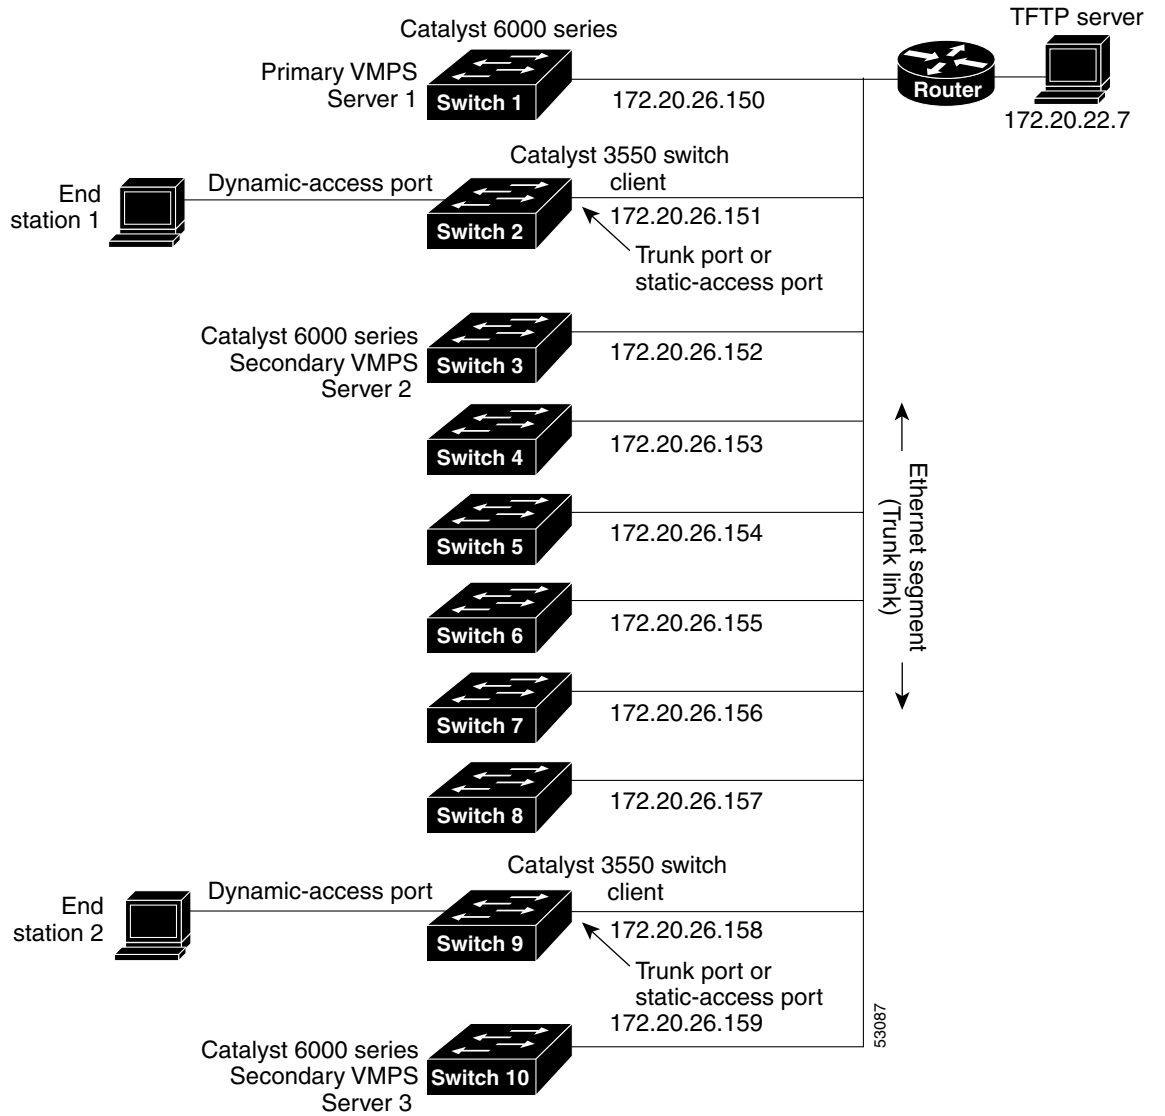 TFTP server
Catalyst 6000 series
Primary VMPS
Server 1
Switch 1
172.20.26.150
Router
172.20.22.7
Catalyst 3550 switch
client
End
station 1
Dynamic-access port
Switch 2
172.20.26.151
Trunk port or
static-access port
Catalyst 6000 series
Secondary VMPS
Server 2
Switch 3
172.20.26.152
Switch 4
172.20.26.153
Ethernet segment
(Trunk link)
Switch 5
172.20.26.154
Switch 6
172.20.26.155
Switch 7
172.20.26.156
Switch 8
172.20.26.157
Catalyst 3550 switch
client
End
station 2
Dynamic-access port
Switch 9
172.20.26.158
Trunk port or
static-access port
172.20.26.159
Catalyst 6000 series
Secondary VMPS
Server 3
Switch 10
53087